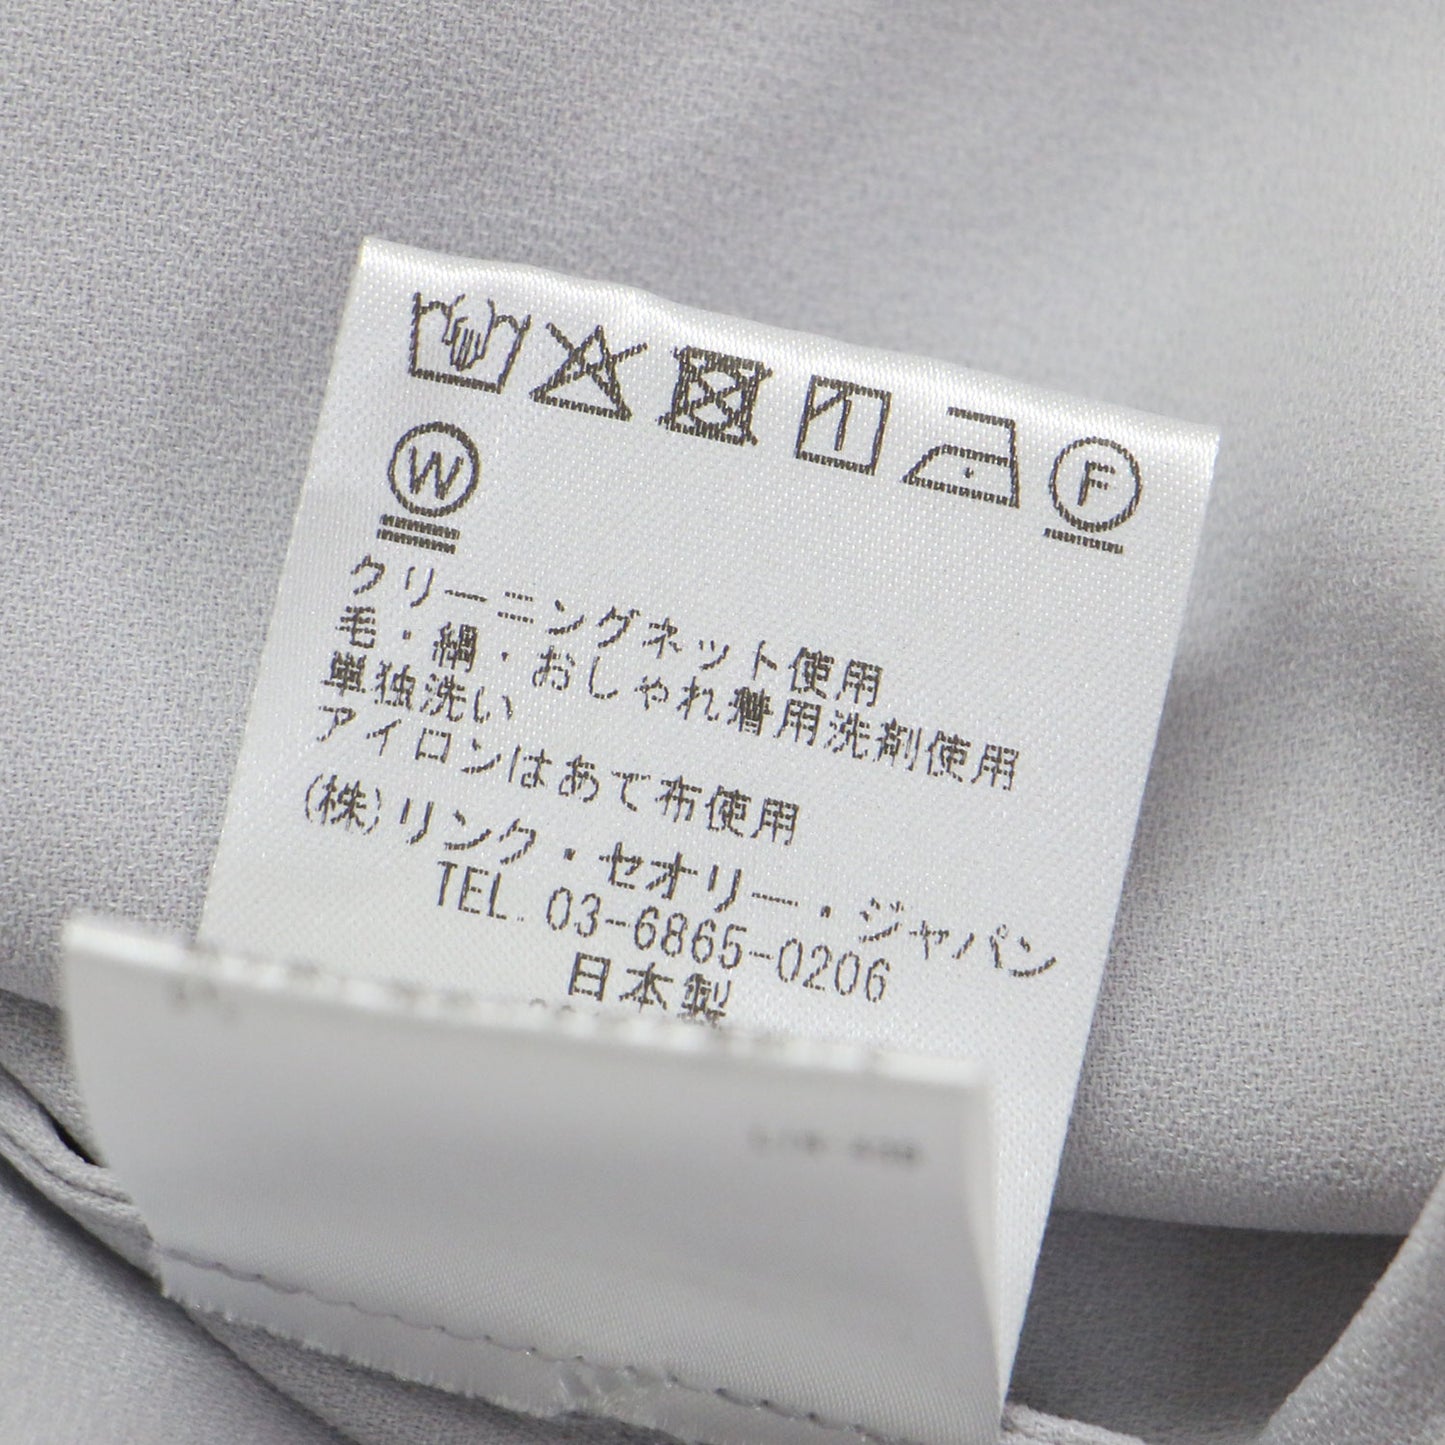 F
W
クリーニングネット使用
毛・絹・おしゃれ着用洗剤使用
単独洗い
アイロンはあて布使用
(株)リンク・セオリー・ジャパン
TEL. 03-6865-0206
日本製